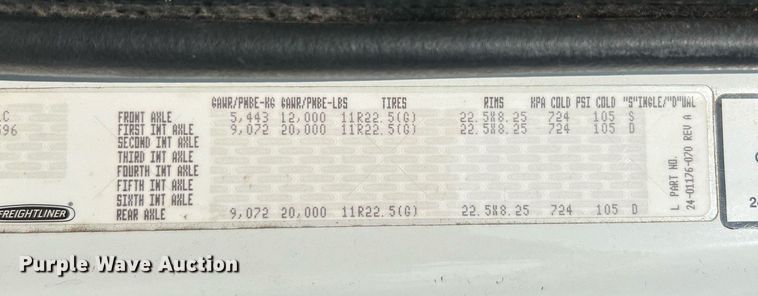 GAWR/PNBE-KG GAWR/PNBE-LBS TIRES RIMS KPA COLD PSI COLD "S"INGLE/"D"UAL
LC FRONT AXLE 5,443 12,000 11R22.5(G) 22.5X8.25 724 105 S
596 FIRST INT AXLE 9,072 20,000 11R22.5(G) 22.5X8.25 724 105 D
SECOND INT AXLE
THIRD INT AXLE
FOURTH INT AXLE
FIFTH INT AXLE
SIXTH INT AXLE
REAR AXLE 9,072 20,000 11R22.5(G) 22.5X8.25 724 105 D
FREIGHTLINER
L PART NO.
24-01176-070 REV A
Purple Wave Auction